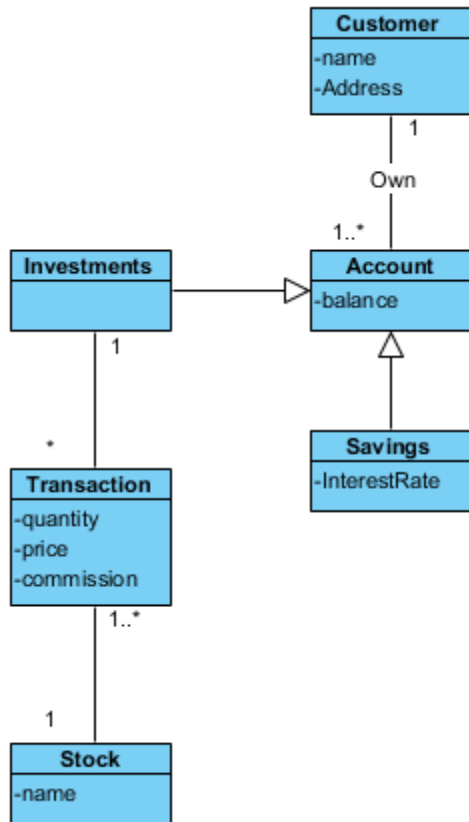 Customer
-name
-Address
1
Own
1..*
Investments
Account
-balance
1
*
Savings
-InterestRate
Transaction
-quantity
-price
-commission
1..*
1
Stock
-name